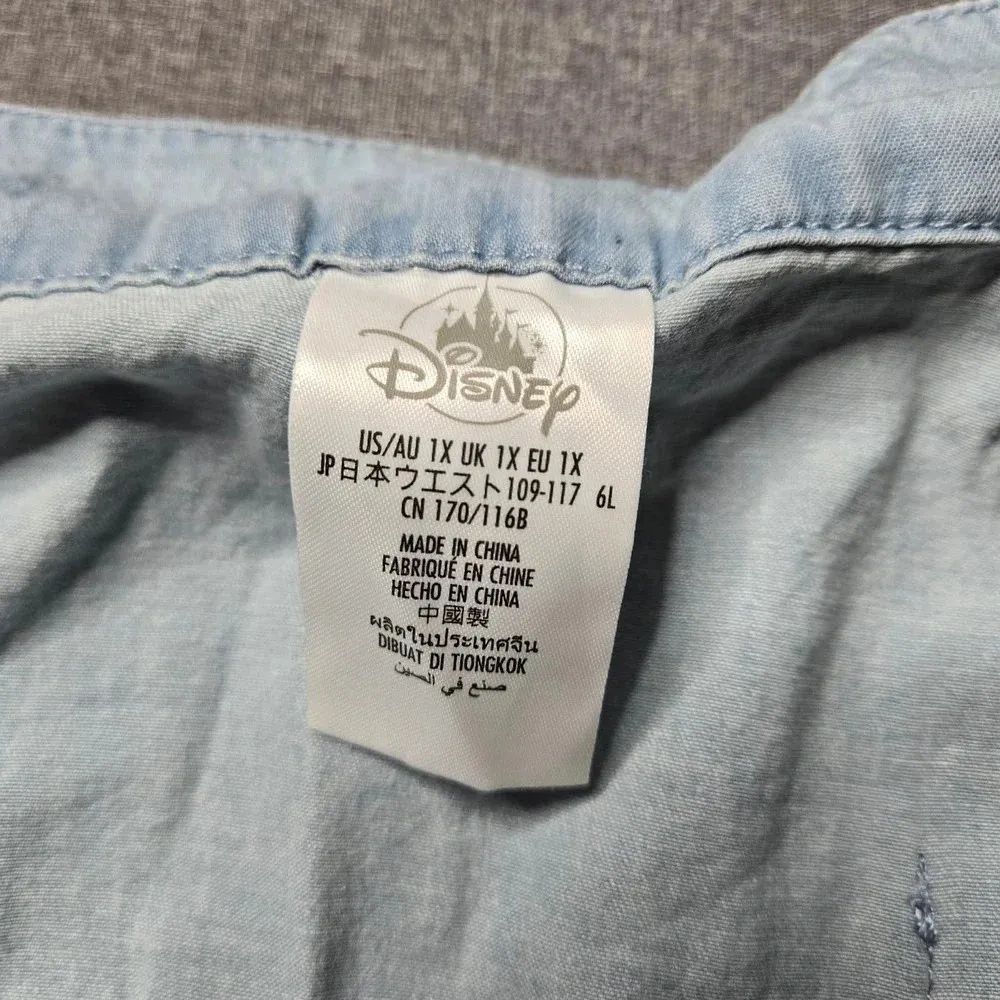 Disney
US/AU 1X UK 1X EU 1X
JP日本ウエスト109-117 6L
CN 170/116B
MADE IN CHINA
FABRIQUÉ EN CHINE
HECHO EN CHINA
中國製
ผลิตในประเทศจีน
DIBUAT DI TIONGKOK
صنع في الصين